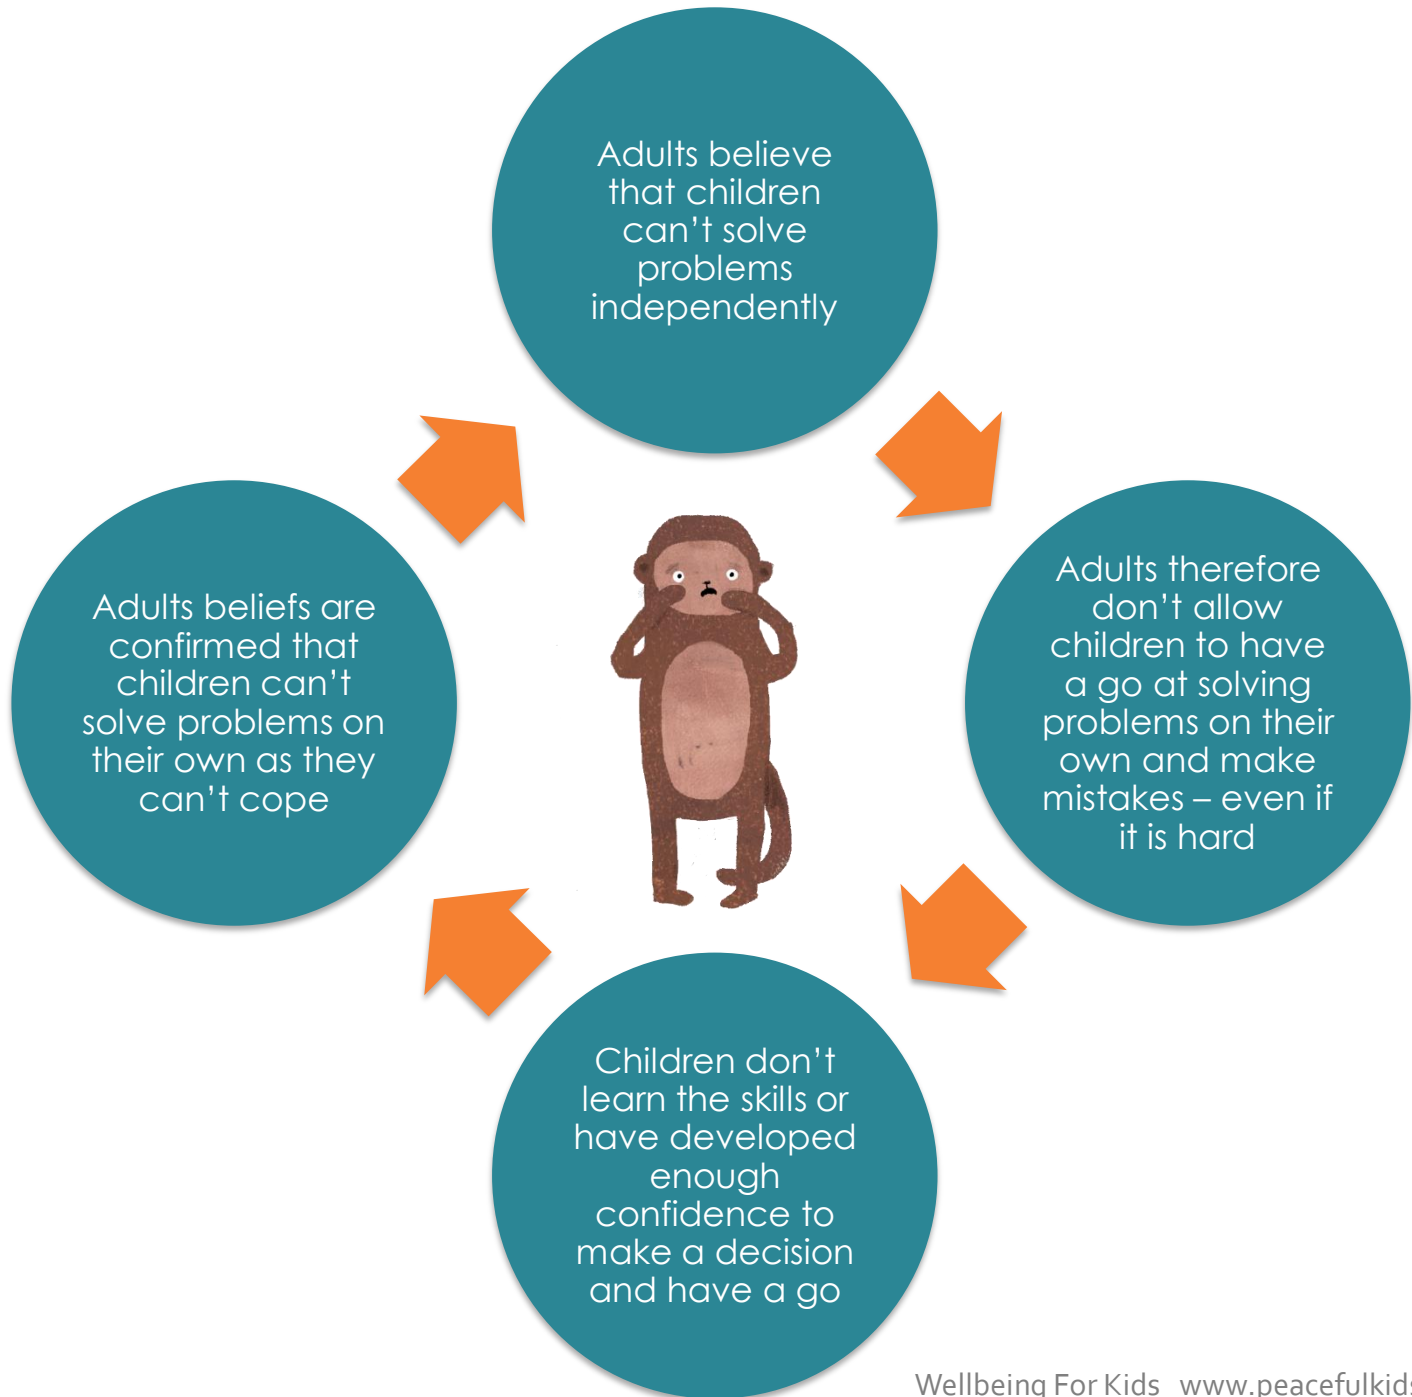 Adults believe
that children
can’t solve
problems
independently
Adults therefore
don’t allow
children to have
a go at solving
problems on their
own and make
mistakes – even if
it is hard
Children don’t
learn the skills or
have developed
enough
confidence to
make a decision
and have a go
Adults beliefs are
confirmed that
children can’t
solve problems on
their own as they
can’t cope
Wellbeing For Kids www.peacefulkids